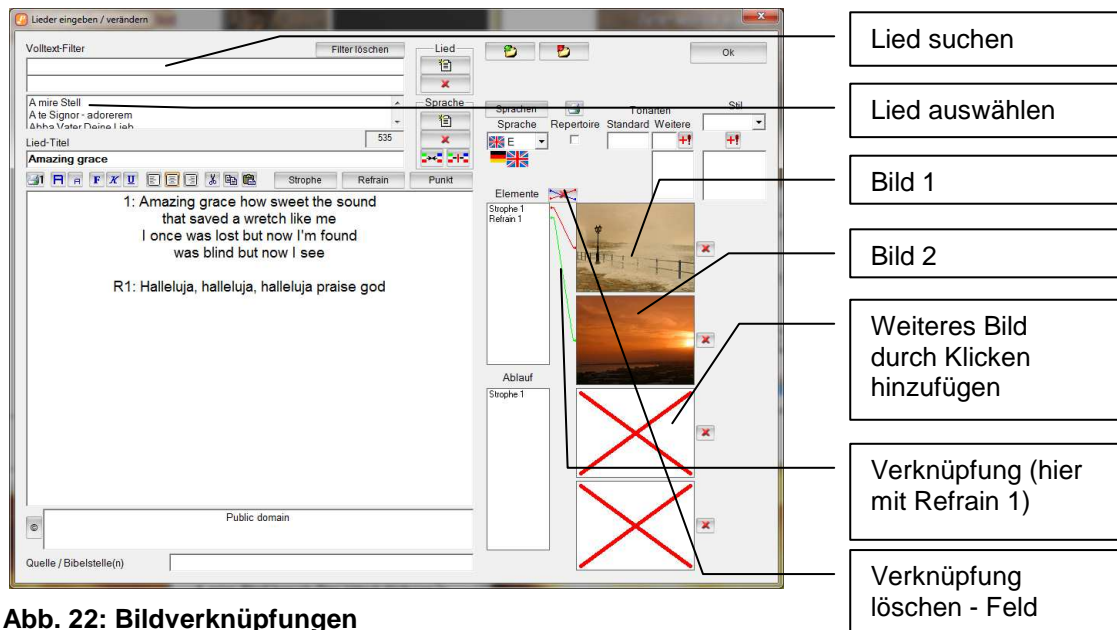 Lieder eingeben / verändern
Volltext-Filter
Filter löschen
Lied
Ok
A mire Stell
A te Signor - adorerem
Abba Vater Deine Lieb
Sprache
Sprachen
Tonarten
Stil
Sprache
Repertoire
Standard
Weitere
E
Lied-Titel
535
Amazing grace
F K U
Strophe
Refrain
Punkt
1: Amazing grace how sweet the sound
that saved a wretch like me
I once was lost but now I'm found
was blind but now I see
R1: Halleluja, halleluja, halleluja praise god
Elemente
Strophe 1
Refrain 1
Ablauf
Strophe 1
©
Public domain
Quelle / Bibelstelle(n)
Lied suchen
Lied auswählen
Bild 1
Bild 2
Weiteres Bild
durch Klicken
hinzufügen
Verknüpfung (hier
mit Refrain 1)
Verknüpfung
löschen - Feld
Abb. 22: Bildverknüpfungen